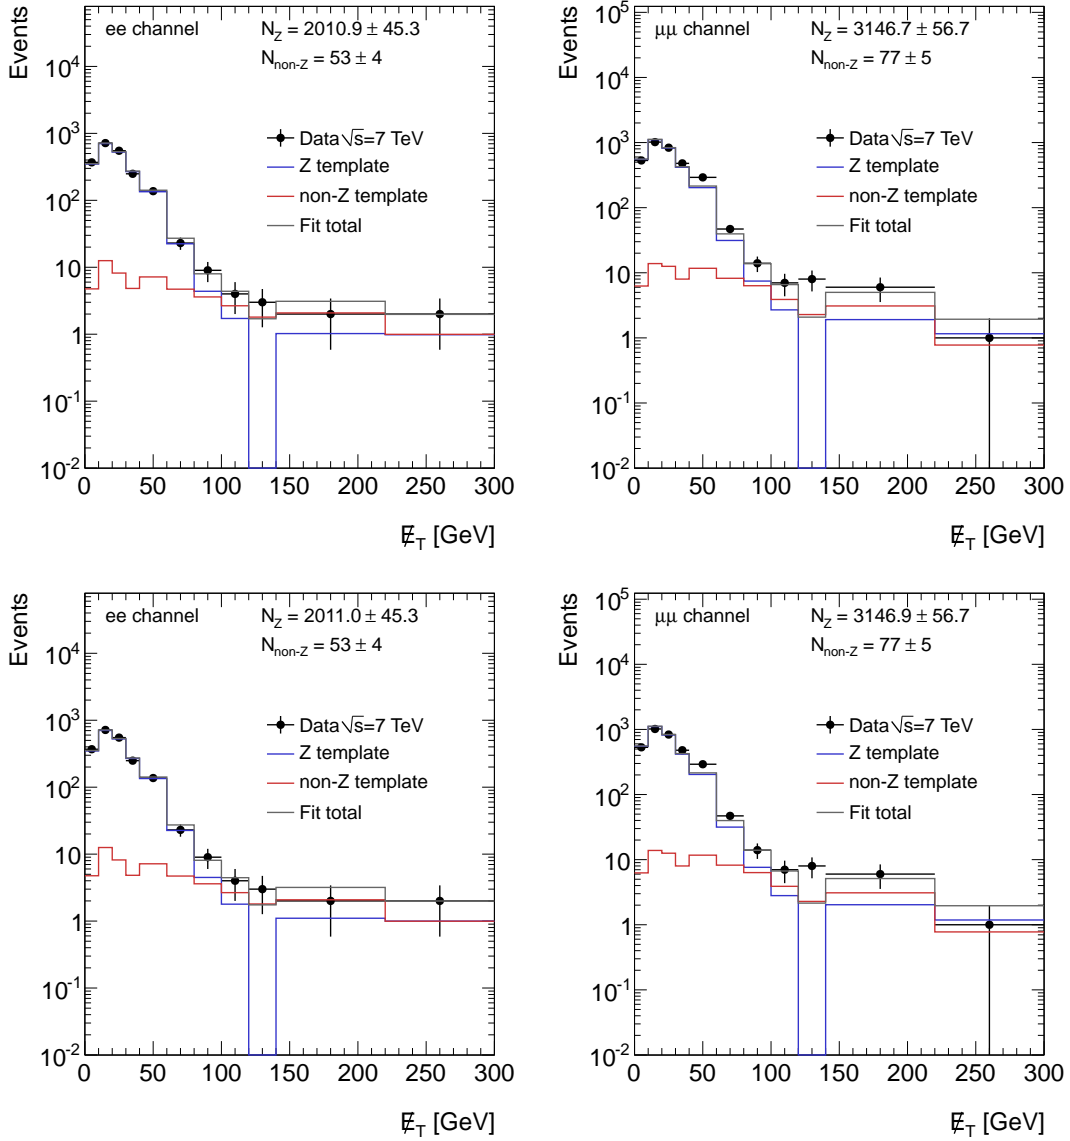 ee channel
N_Z = 2010.9 ± 45.3
N_non-Z = 53 ± 4
Data √s=7 TeV
Z template
non-Z template
Fit total
Events
10^4
10^3
10^2
10
1
10^-1
10^-2
0 50 100 150 200 250 300
E̸_T [GeV]
μμ channel
N_Z = 3146.7 ± 56.7
N_non-Z = 77 ± 5
Data √s=7 TeV
Z template
non-Z template
Fit total
Events
10^5
10^4
10^3
10^2
10
1
10^-1
10^-2
0 50 100 150 200 250 300
E̸_T [GeV]
ee channel
N_Z = 2011.0 ± 45.3
N_non-Z = 53 ± 4
Data √s=7 TeV
Z template
non-Z template
Fit total
Events
10^4
10^3
10^2
10
1
10^-1
10^-2
0 50 100 150 200 250 300
E̸_T [GeV]
μμ channel
N_Z = 3146.9 ± 56.7
N_non-Z = 77 ± 5
Data √s=7 TeV
Z template
non-Z template
Fit total
Events
10^5
10^4
10^3
10^2
10
1
10^-1
10^-2
0 50 100 150 200 250 300
E̸_T [GeV]